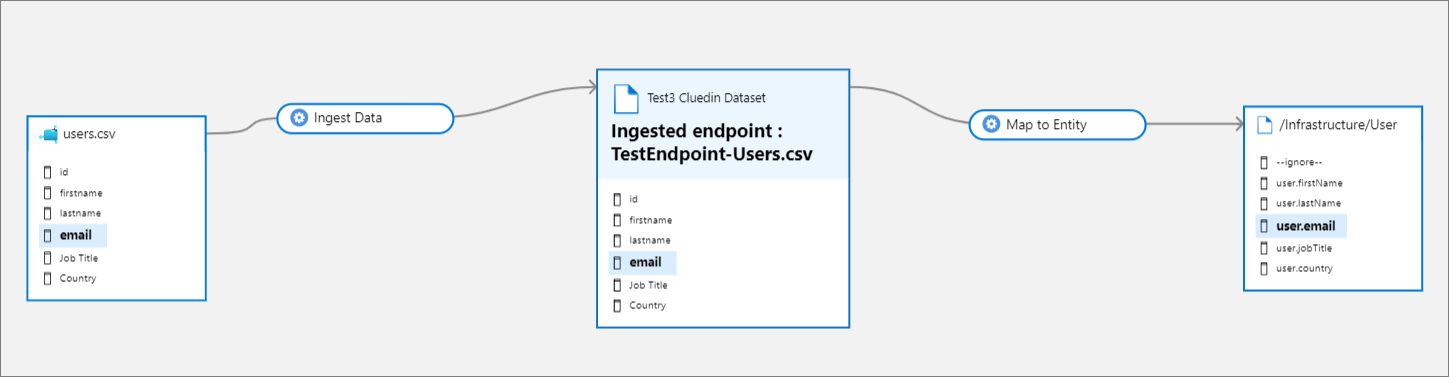 users.csv
id
firstname
lastname
email
Job Title
Country
Ingest Data
Test3 Cluedin Dataset
Ingested endpoint :
TestEndpoint-Users.csv
id
firstname
lastname
email
Job Title
Country
Map to Entity
/Infrastructure/User
--ignore--
user.firstName
user.lastName
user.email
user.jobTitle
user.country